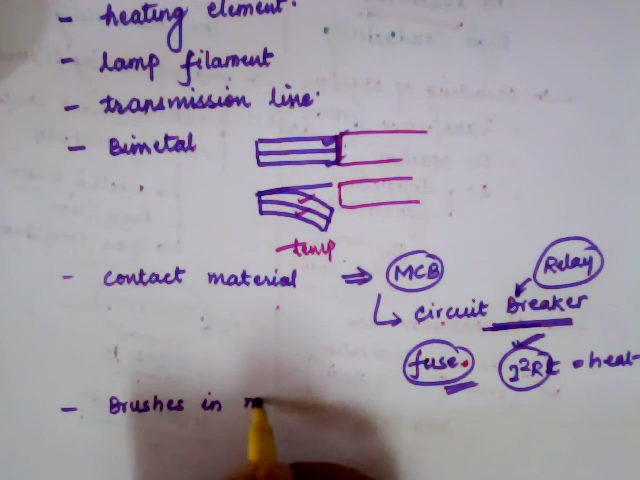 - heating element.
- Lamp filament
- transmission line.
- Bimetal
temp
- contact material ⇒ MCB Relay
↳ circuit Breaker
fuse. I²Rt = heat
- Brushes in m